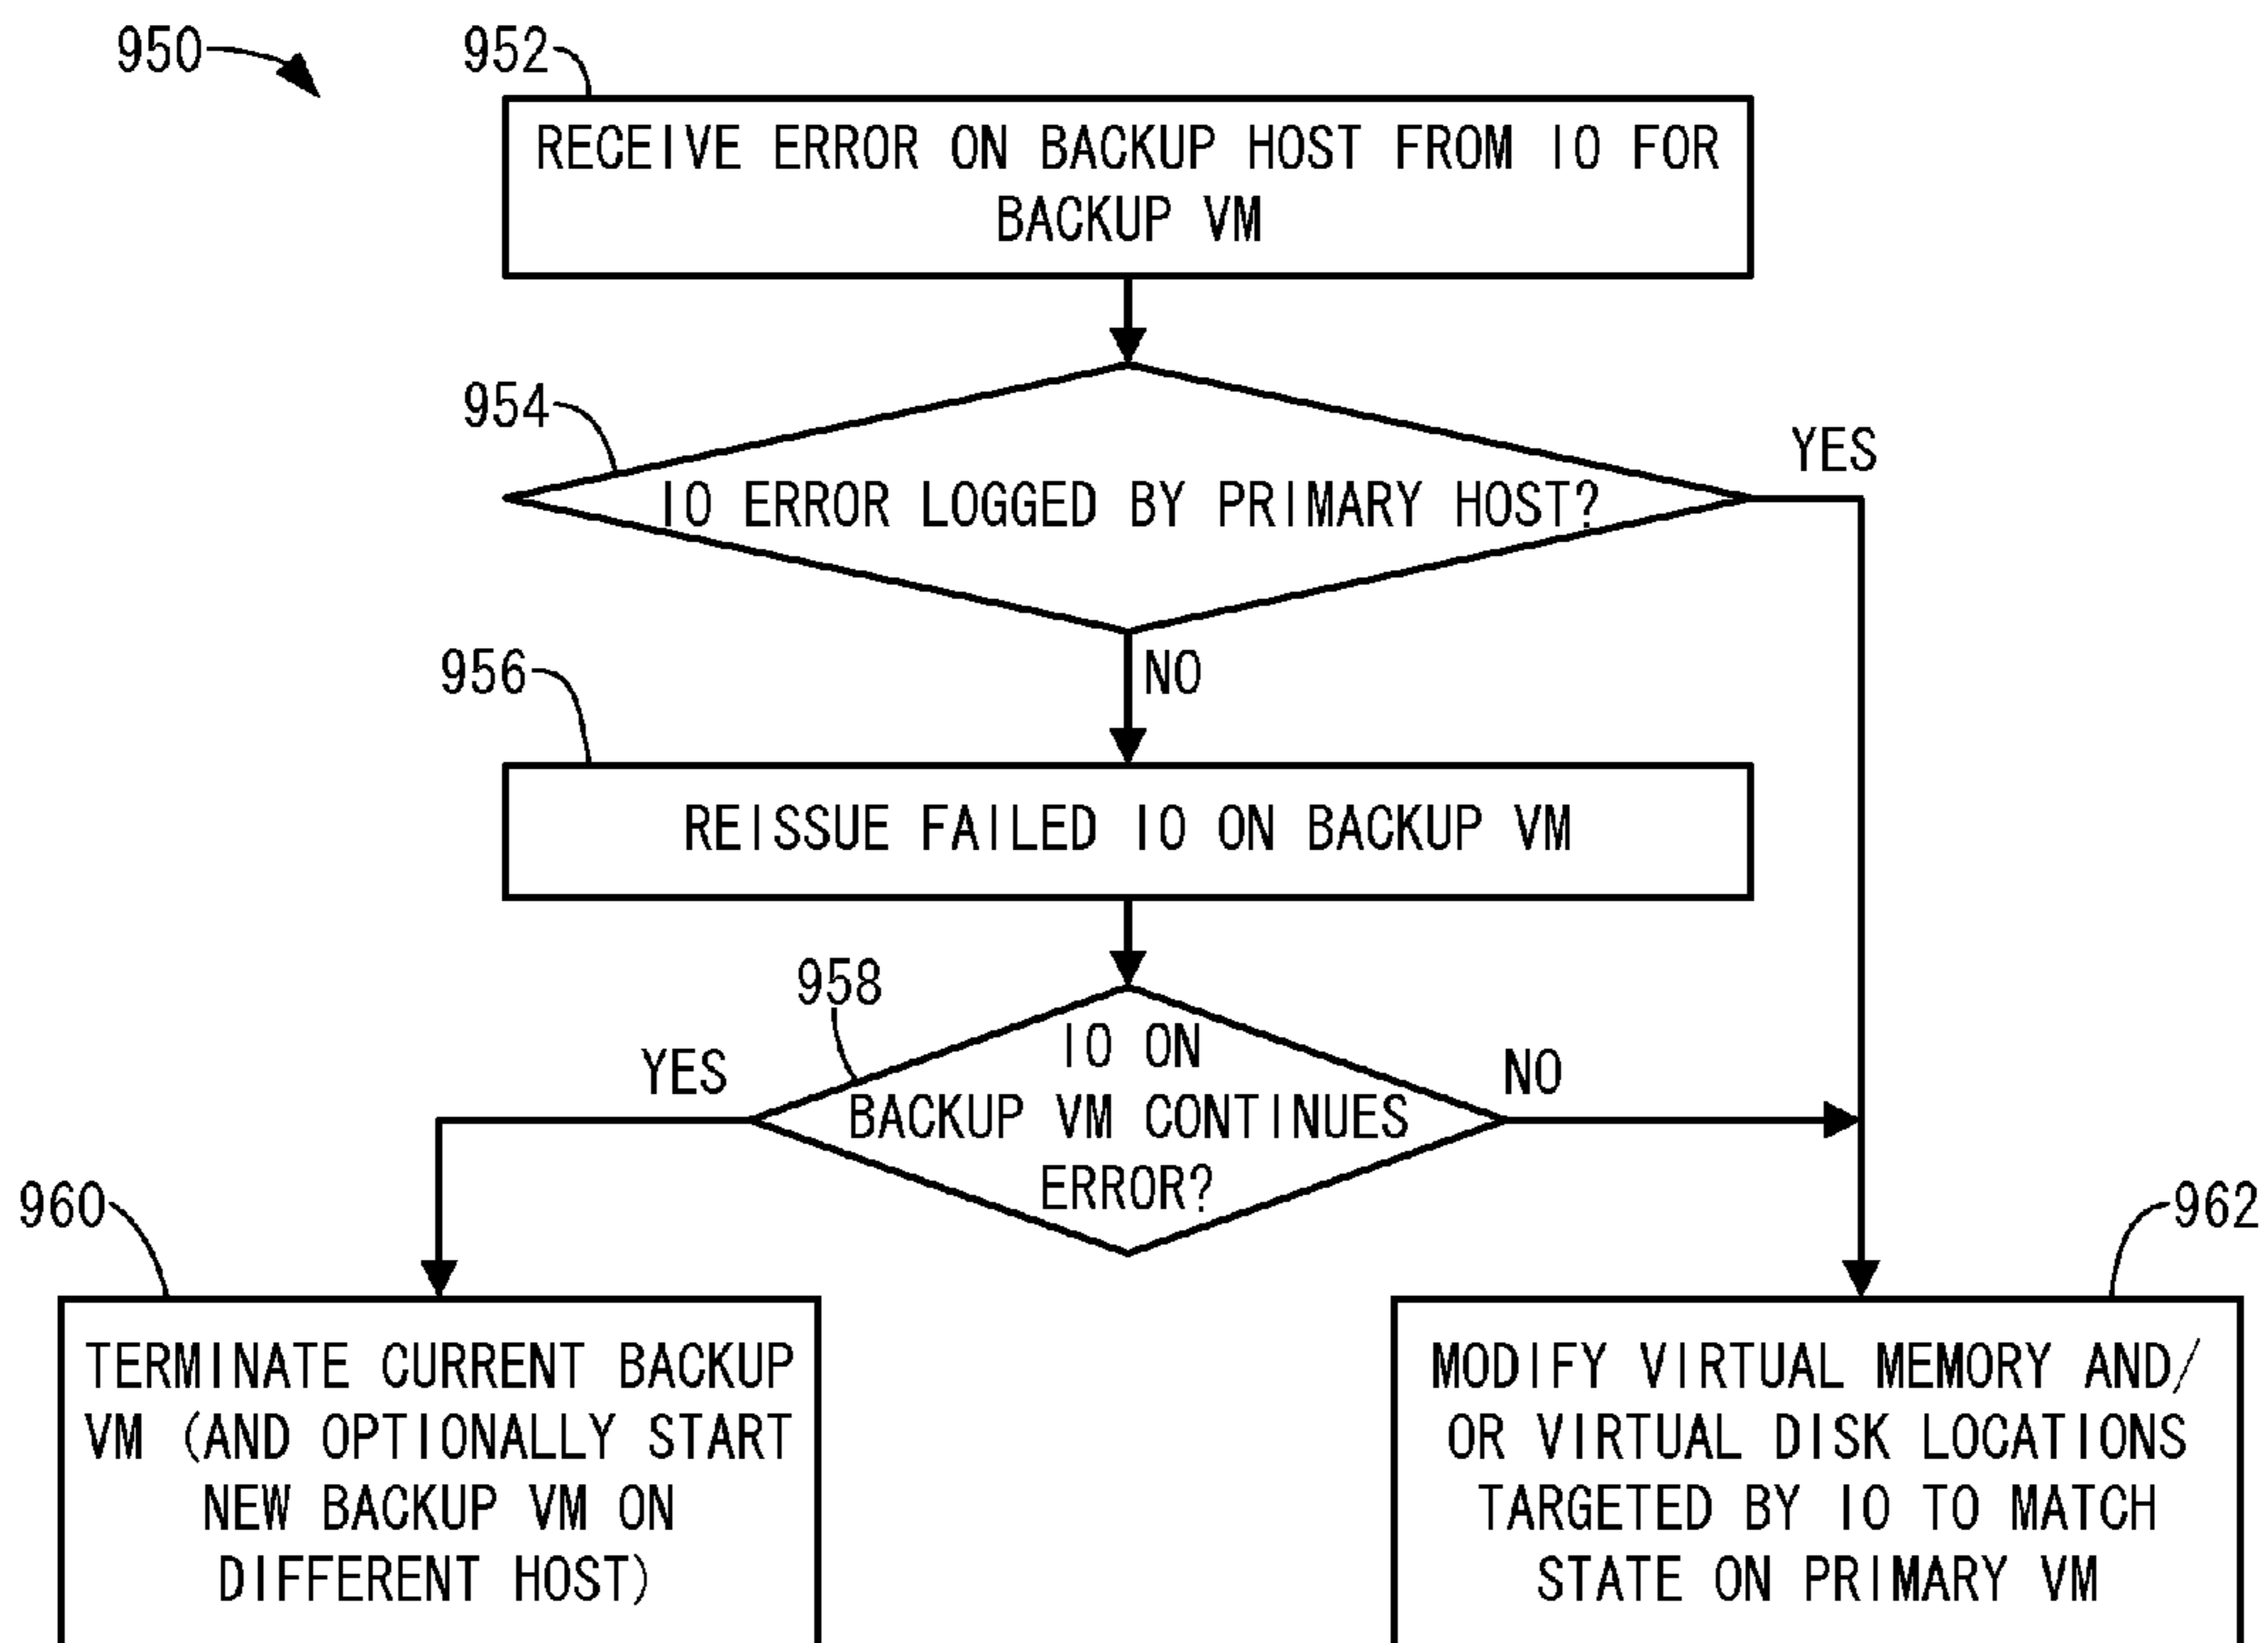 950
952
RECEIVE ERROR ON BACKUP HOST FROM IO FOR
BACKUP VM
954
YES
IO ERROR LOGGED BY PRIMARY HOST?
956
NO
REISSUE FAILED IO ON BACKUP VM
958
YES
IO ON
BACKUP VM CONTINUES
ERROR?
NO
960
962
TERMINATE CURRENT BACKUP
VM (AND OPTIONALLY START
NEW BACKUP VM ON
DIFFERENT HOST)
MODIFY VIRTUAL MEMORY AND/
OR VIRTUAL DISK LOCATIONS
TARGETED BY IO TO MATCH
STATE ON PRIMARY VM